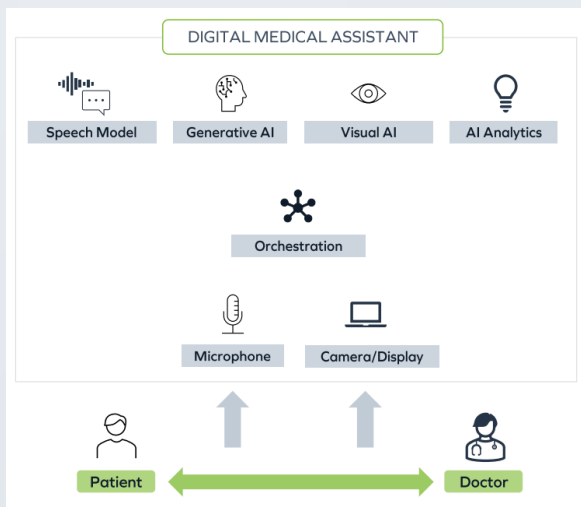 DIGITAL MEDICAL ASSISTANT
Speech Model
Generative AI
Visual AI
AI Analytics
Orchestration
Microphone
Camera/Display
Patient
Doctor